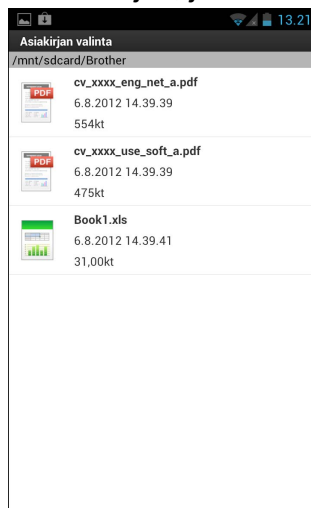 13.21
Asiakirjan valinta
/mnt/sdcard/Brother
PDF
cv_xxxx_eng_net_a.pdf
6.8.2012 14.39.39
554kt
PDF
cv_xxxx_use_soft_a.pdf
6.8.2012 14.39.39
475kt
Book1.xls
6.8.2012 14.39.41
31,00kt